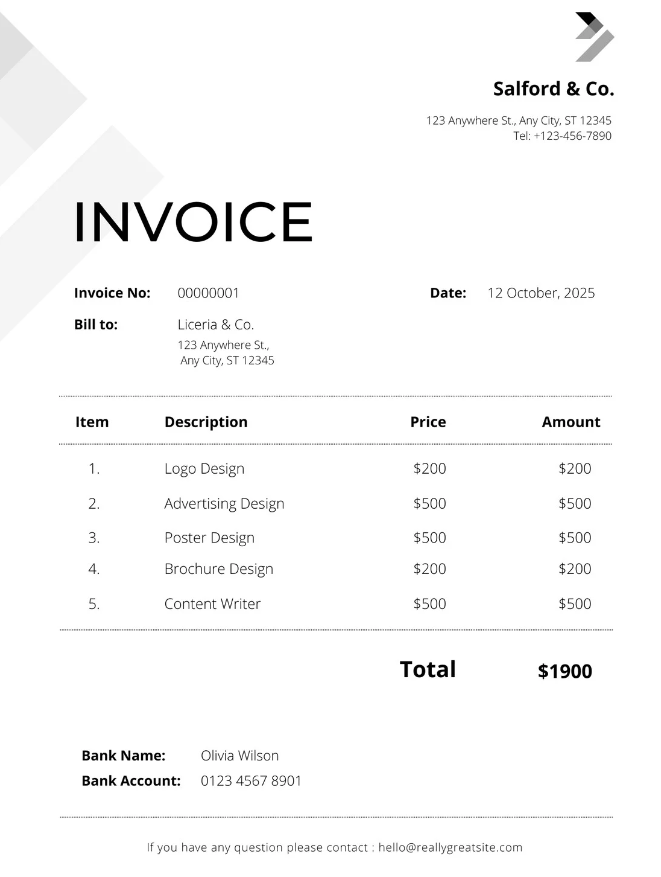 Salford & Co.
123 Anywhere St., Any City, ST 12345
Tel: +123-456-7890
INVOICE
Invoice No: 00000001 Date: 12 October, 2025
Bill to: Liceria & Co.
123 Anywhere St.,
Any City, ST 12345
Item Description Price Amount
1. Logo Design $200 $200
2. Advertising Design $500 $500
3. Poster Design $500 $500
4. Brochure Design $200 $200
5. Content Writer $500 $500
Total $1900
Bank Name: Olivia Wilson
Bank Account: 0123 4567 8901
If you have any question please contact : hello@reallygreatsite.com